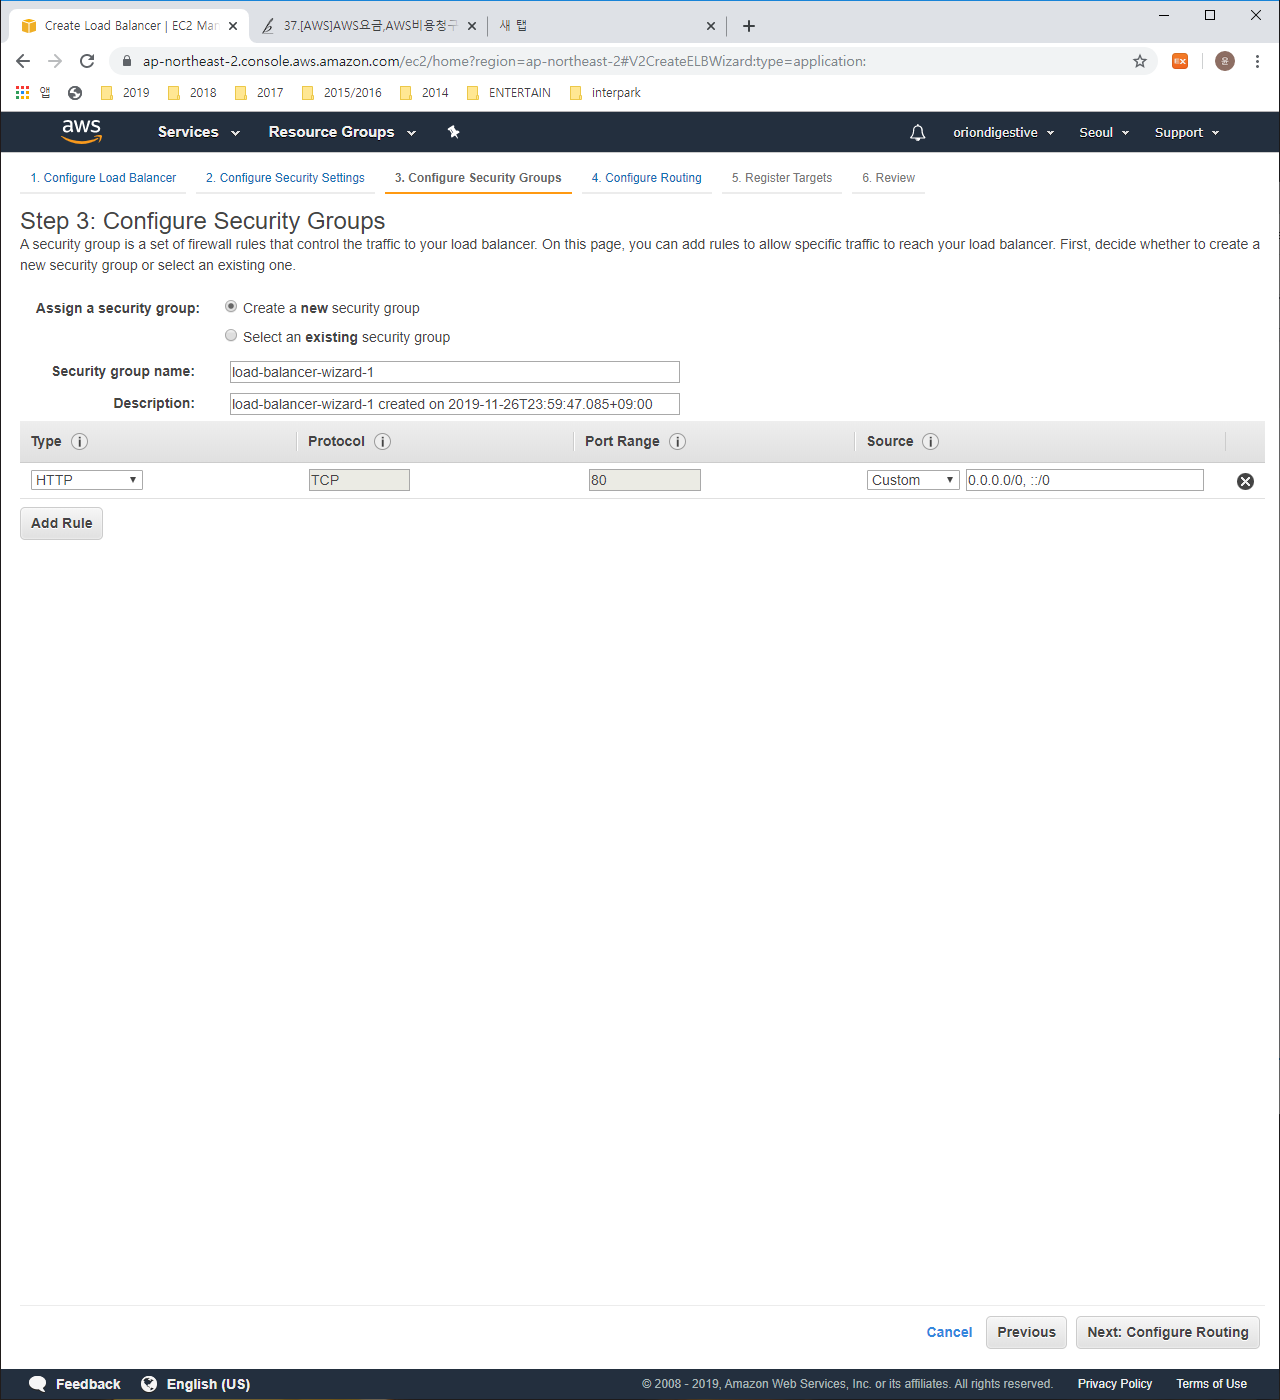 Create Load Balancer | EC2 Man
37.[AWS]AWS요금,AWS비용청구
새 탭
ap-northeast-2.console.aws.amazon.com/ec2/home?region=ap-northeast-2#V2CreateELBWizard:type=application:
윤
앱
2019
2018
2017
2015/2016
2014
ENTERTAIN
interpark
aws
Services
Resource Groups
oriondigestive
Seoul
Support
1. Configure Load Balancer
2. Configure Security Settings
3. Configure Security Groups
4. Configure Routing
5. Register Targets
6. Review
Step 3: Configure Security Groups
A security group is a set of firewall rules that control the traffic to your load balancer. On this page, you can add rules to allow specific traffic to reach your load balancer. First, decide whether to create a
new security group or select an existing one.
Assign a security group:
Create a new security group
Select an existing security group
Security group name:
load-balancer-wizard-1
Description:
load-balancer-wizard-1 created on 2019-11-26T23:59:47.085+09:00
Type
Protocol
Port Range
Source
HTTP
TCP
80
Custom
0.0.0.0/0, ::/0
Add Rule
Cancel
Previous
Next: Configure Routing
Feedback
English (US)
© 2008 - 2019, Amazon Web Services, Inc. or its affiliates. All rights reserved.
Privacy Policy
Terms of Use